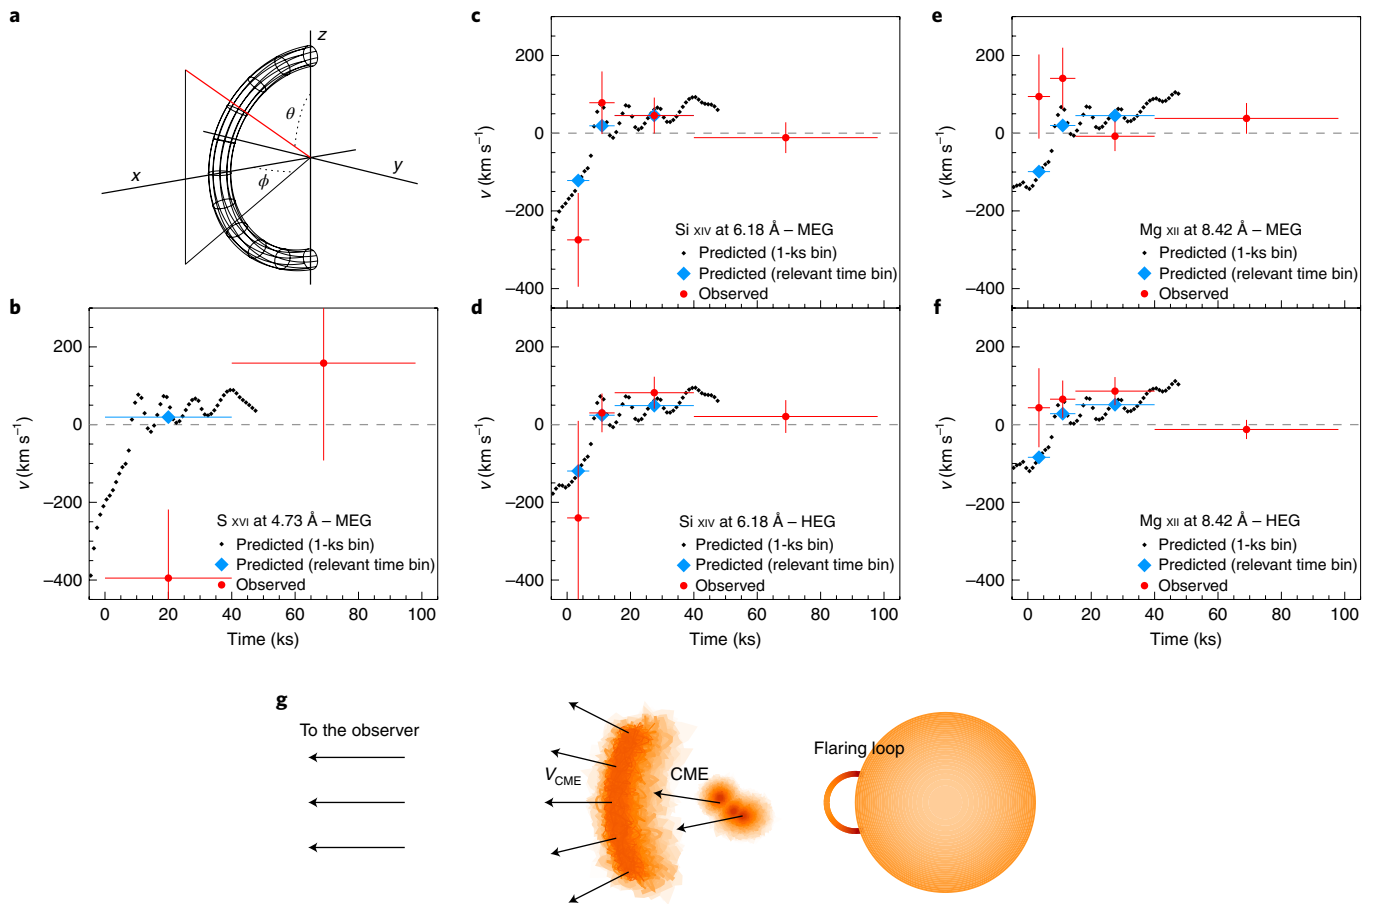 a
z
θ
x
y
ϕ
b
200
0
−200
−400
v (km s⁻¹)
S XVI at 4.73 Å – MEG
Predicted (1-ks bin)
Predicted (relevant time bin)
Observed
0 20 40 60 80 100
Time (ks)
c
200
0
−200
−400
v (km s⁻¹)
Si XIV at 6.18 Å – MEG
Predicted (1-ks bin)
Predicted (relevant time bin)
Observed
d
200
0
−200
−400
v (km s⁻¹)
Si XIV at 6.18 Å – HEG
Predicted (1-ks bin)
Predicted (relevant time bin)
Observed
0 20 40 60 80 100
Time (ks)
e
200
0
−200
−400
v (km s⁻¹)
Mg XII at 8.42 Å – MEG
Predicted (1-ks bin)
Predicted (relevant time bin)
Observed
f
200
0
−200
−400
v (km s⁻¹)
Mg XII at 8.42 Å – HEG
Predicted (1-ks bin)
Predicted (relevant time bin)
Observed
0 20 40 60 80 100
Time (ks)
g
To the observer
V_CME
CME
Flaring loop